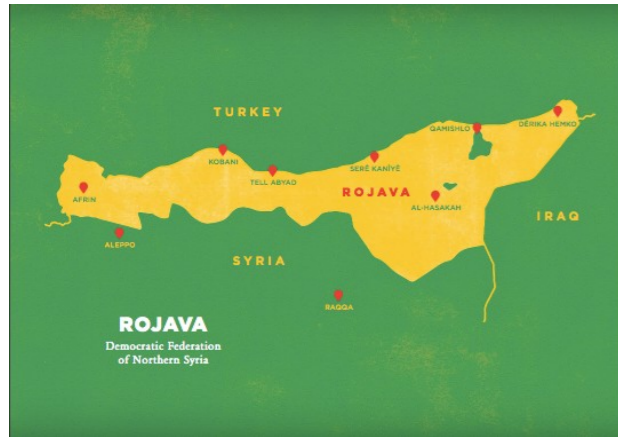 TURKEY
DÊRIKA HEMKO
QAMISHLO
KOBANI
SERÊ KANÎYÊ
TELL ABYAD
ROJAVA
AFRIN
AL-HASAKAH
IRAQ
ALEPPO
SYRIA
RAQQA
ROJAVA
Democratic Federation
of Northern Syria